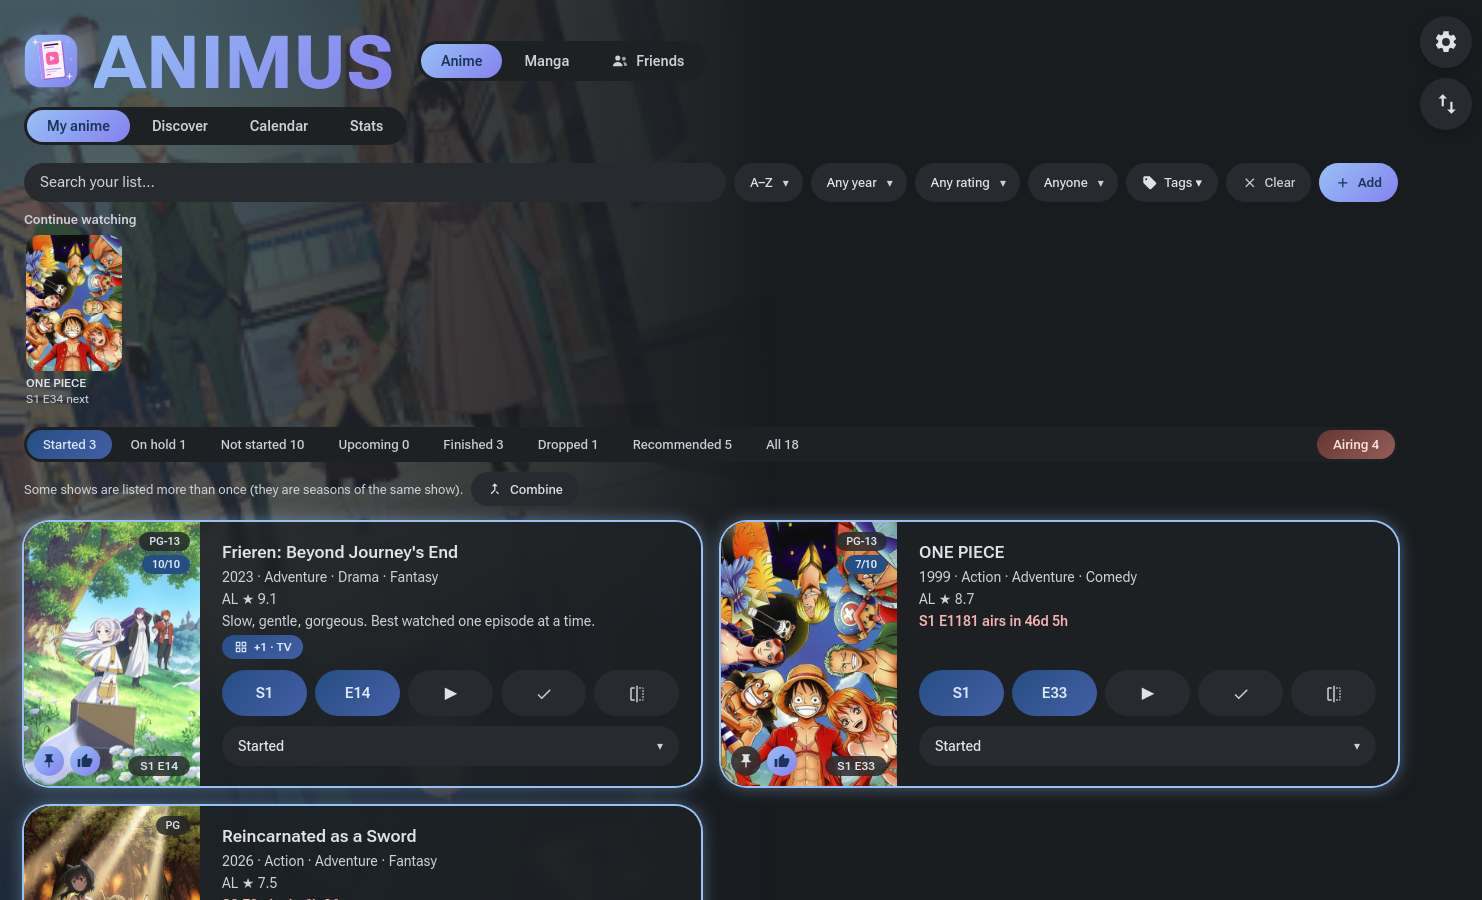 ANIMUS
Anime Manga Friends
My anime Discover Calendar Stats
Search your list... A–Z ▾ Any year ▾ Any rating ▾ Anyone ▾ Tags ▾ Clear + Add
Continue watching
ONE PIECE
S1 E34 next
Started 3 On hold 1 Not started 10 Upcoming 0 Finished 3 Dropped 1 Recommended 5 All 18 Airing 4
Some shows are listed more than once (they are seasons of the same show). Combine
PG-13
10/10
S1 E14
Frieren: Beyond Journey's End
2023 · Adventure · Drama · Fantasy
AL ★ 9.1
Slow, gentle, gorgeous. Best watched one episode at a time.
+1 · TV
S1 E14
Started ▾
PG-13
7/10
S1 E33
ONE PIECE
1999 · Action · Adventure · Comedy
AL ★ 8.7
S1 E1181 airs in 46d 5h
S1 E33
Started ▾
PG
Reincarnated as a Sword
2026 · Action · Adventure · Fantasy
AL ★ 7.5